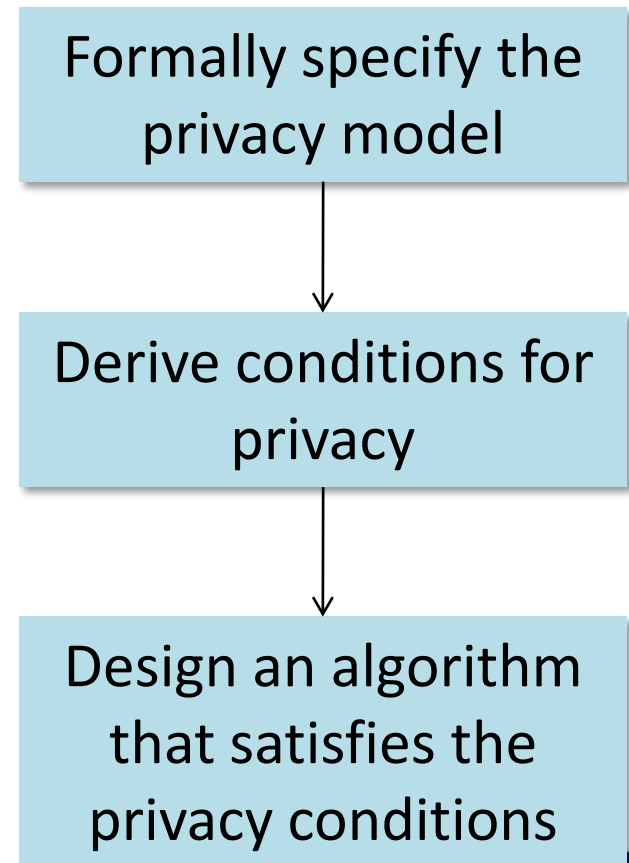 Formally specify the
privacy model
Derive conditions for
privacy
Design an algorithm
that satisfies the
privacy conditions